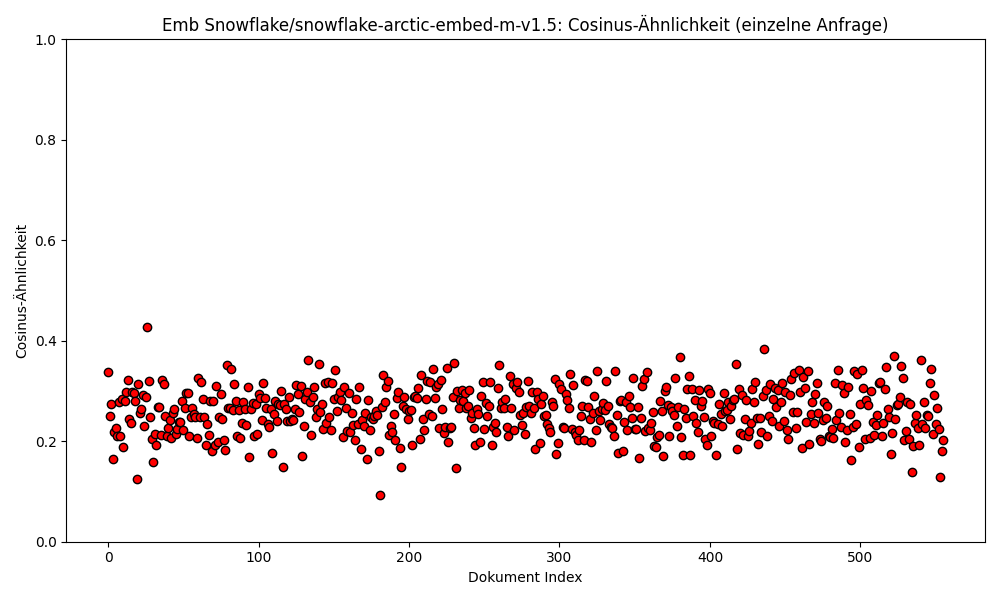 Emb Snowflake/snowflake-arctic-embed-m-v1.5: Cosinus-Ähnlichkeit (einzelne Anfrage)
1.0
0.8
0.6
0.4
0.2
0.0
Cosinus-Ähnlichkeit
0 100 200 300 400 500
Dokument Index